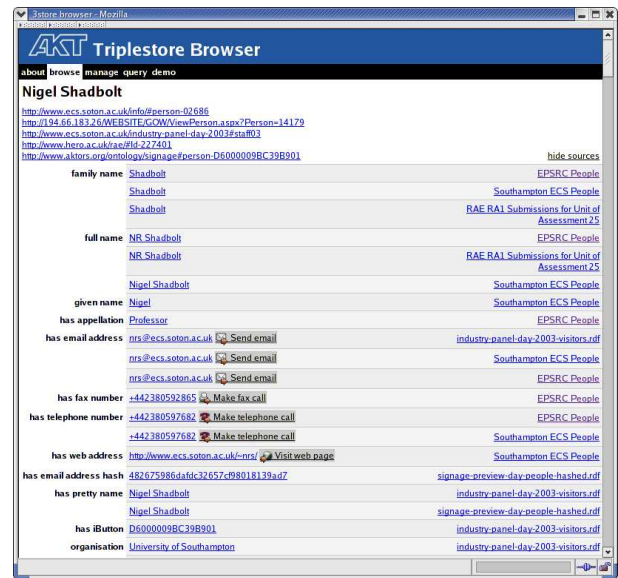 3store browser - Mozilla
AKT Triplestore Browser
about browse manage query demo
Nigel Shadbolt
http://www.ecs.soton.ac.uk/info/#person-02686
http://194.66.183.26/WEBSITE/GOW/ViewPerson.aspx?Person=14179
http://www.ecs.soton.ac.uk/industry-panel-day-2003#staff03
http://www.hero.ac.uk/rae/#Id-227401
http://www.aktors.org/ontology/signage#person-D6000009BC39B901 hide sources
family name Shadbolt EPSRC People
Shadbolt Southampton ECS People
Shadbolt RAE RA1 Submissions for Unit of
Assessment 25
full name NR Shadbolt EPSRC People
NR Shadbolt RAE RA1 Submissions for Unit of
Assessment 25
Nigel Shadbolt Southampton ECS People
given name Nigel Southampton ECS People
has appellation Professor EPSRC People
has email address nrs@ecs.soton.ac.uk Send email industry-panel-day-2003-visitors.rdf
nrs@ecs.soton.ac.uk Send email Southampton ECS People
nrs@ecs.soton.ac.uk Send email EPSRC People
has fax number +442380592865 Make fax call EPSRC People
has telephone number +442380597682 Make telephone call EPSRC People
+442380597682 Make telephone call Southampton ECS People
has web address http://www.ecs.soton.ac.uk/~nrs/ Visit web page Southampton ECS People
has email address hash 482675986dafdc32657cf98018139ad7 signage-preview-day-people-hashed.rdf
has pretty name Nigel Shadbolt industry-panel-day-2003-visitors.rdf
Nigel Shadbolt signage-preview-day-people-hashed.rdf
has iButton D6000009BC39B901 industry-panel-day-2003-visitors.rdf
organisation University of Southampton industry-panel-day-2003-visitors.rdf